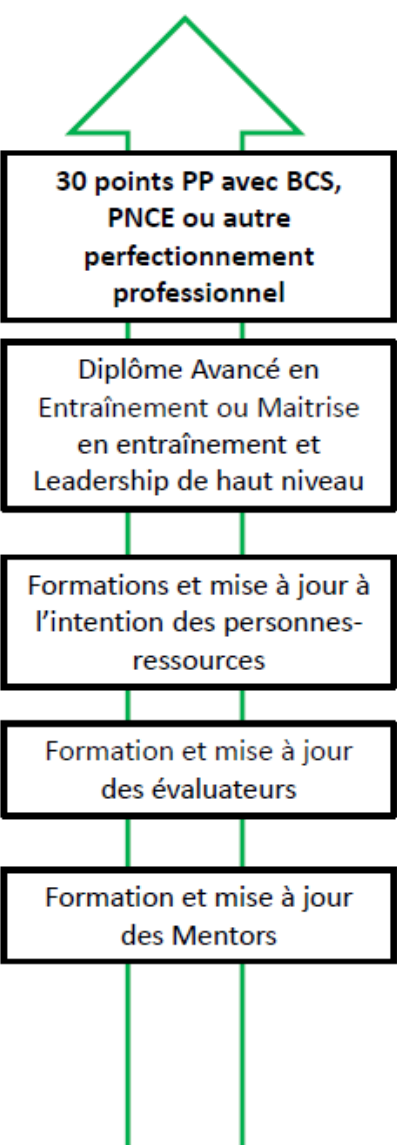 30 points PP avec BCS,
PNCE ou autre
perfectionnement
professionnel
Diplôme Avancé en
Entraînement ou Maitrise
en entraînement et
Leadership de haut niveau
Formations et mise à jour à
l'intention des personnes-
ressources
Formation et mise à jour
des évaluateurs
Formation et mise à jour
des Mentors